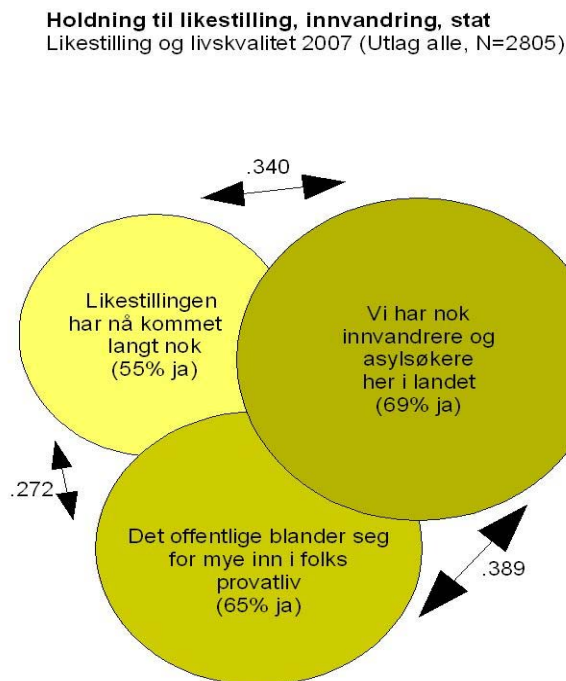 Holdning til likestilling, innvandring, stat
Likestilling og livskvalitet 2007 (Utlag alle, N=2805)
.340
Likestillingen
har nå kommet
langt nok
(55% ja)
Vi har nok
innvandrere og
asylsøkere
her i landet
(69% ja)
.272
Det offentlige blander seg
for mye inn i folks
provatliv
(65% ja)
.389